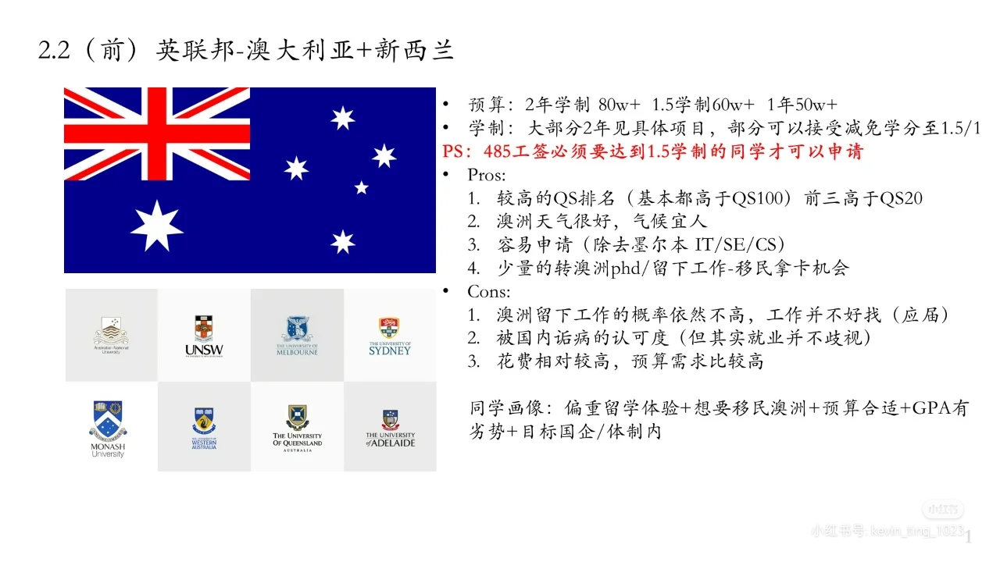 2.2（前）英联邦-澳大利亚+新西兰
• 预算：2年学制 80w+ 1.5学制60w+ 1年50w+
• 学制：大部分2年见具体项目，部分可以接受减免学分至1.5/1
PS：485工签必须要达到1.5学制的同学才可以申请
• Pros:
1. 较高的QS排名（基本都高于QS100）前三高于QS20
2. 澳洲天气很好，气候宜人
3. 容易申请（除去墨尔本 IT/SE/CS）
4. 少量的转澳洲phd/留下工作-移民拿卡机会
• Cons:
1. 澳洲留下工作的概率依然不高，工作并不好找（应届）
2. 被国内诟病的认可度（但其实就业并不歧视）
3. 花费相对较高，预算需求比较高
同学画像：偏重留学体验+想要移民澳洲+预算合适+GPA有
劣势+目标国企/体制内
Australian National
University
UNSW
THE UNIVERSITY OF
MELBOURNE
THE UNIVERSITY OF
SYDNEY
MONASH
University
THE UNIVERSITY OF
WESTERN
AUSTRALIA
THE UNIVERSITY
OF QUEENSLAND
AUSTRALIA
THE UNIVERSITY
of ADELAIDE
小红书
小红书号: kevin_ting_1023
1